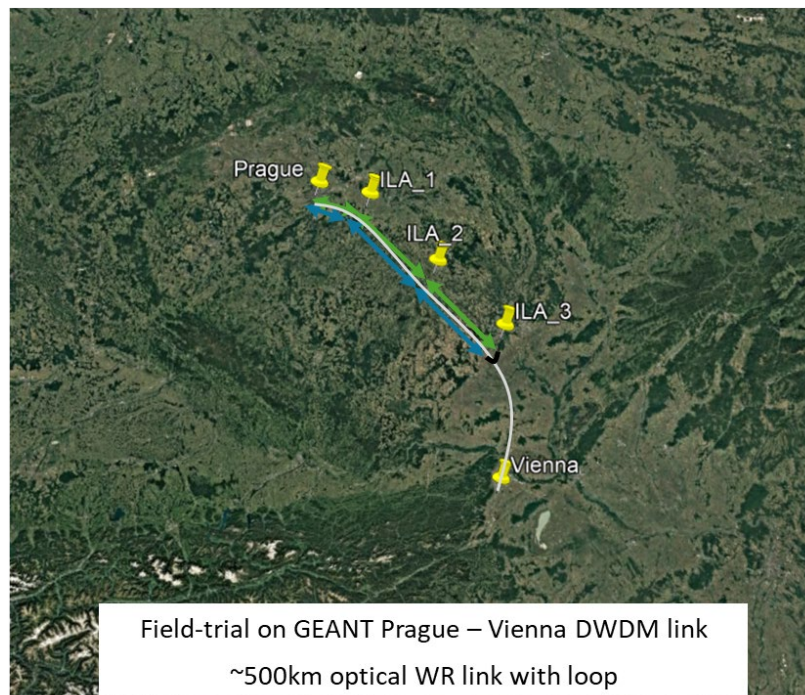 Prague
ILA_1
ILA_2
ILA_3
Vienna
Field-trial on GEANT Prague – Vienna DWDM link
~500km optical WR link with loop